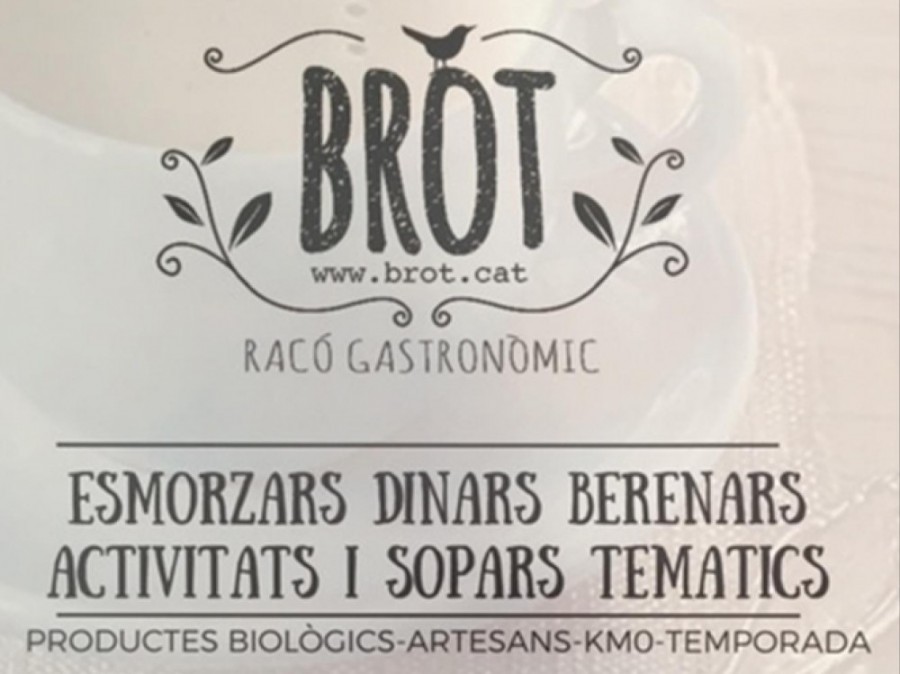 BROT
www.brot.cat
RACÓ GASTRONÒMIC
ESMORZARS DINARS BERENARS
ACTIVITATS I SOPARS TEMATICS
PRODUCTES BIOLÒGICS-ARTESANS-KM0-TEMPORADA